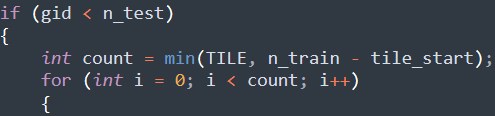 if (gid < n_test)
{
    int count = min(TILE, n_train - tile_start);
    for (int i = 0; i < count; i++)
    {